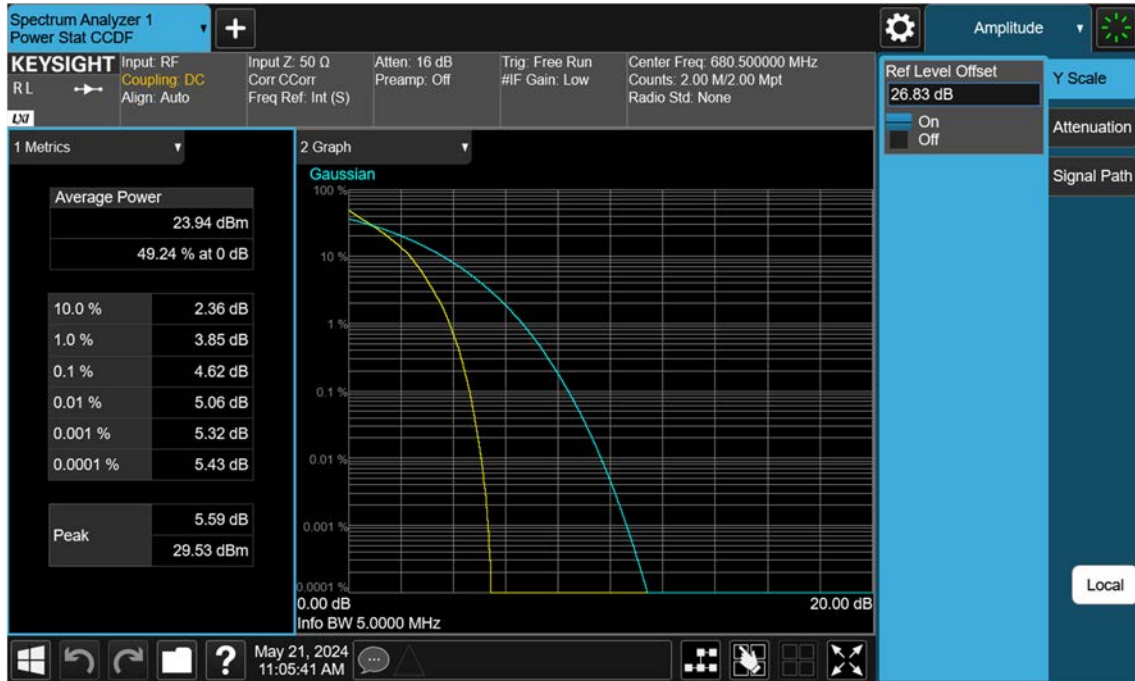 Spectrum Analyzer 1
Power Stat CCDF
Amplitude
KEYSIGHT
R L
LXI
Input: RF
Coupling: DC
Align: Auto
Input Z: 50 Ω
Corr CCorr
Freq Ref: Int (S)
Atten: 16 dB
Preamp: Off
Trig: Free Run
#IF Gain: Low
Center Freq: 680.500000 MHz
Counts: 2.00 M/2.00 Mpt
Radio Std: None
Ref Level Offset
26.83 dB
On
Off
Y Scale
Attenuation
Signal Path
1 Metrics
Average Power
23.94 dBm
49.24 % at 0 dB
10.0 % 2.36 dB
1.0 % 3.85 dB
0.1 % 4.62 dB
0.01 % 5.06 dB
0.001 % 5.32 dB
0.0001 % 5.43 dB
Peak
5.59 dB
29.53 dBm
2 Graph
Gaussian
100 %
10 %
1 %
0.1 %
0.01 %
0.001 %
0.0001 %
0.00 dB 20.00 dB
Info BW 5.0000 MHz
Local
?
May 21, 2024
11:05:41 AM